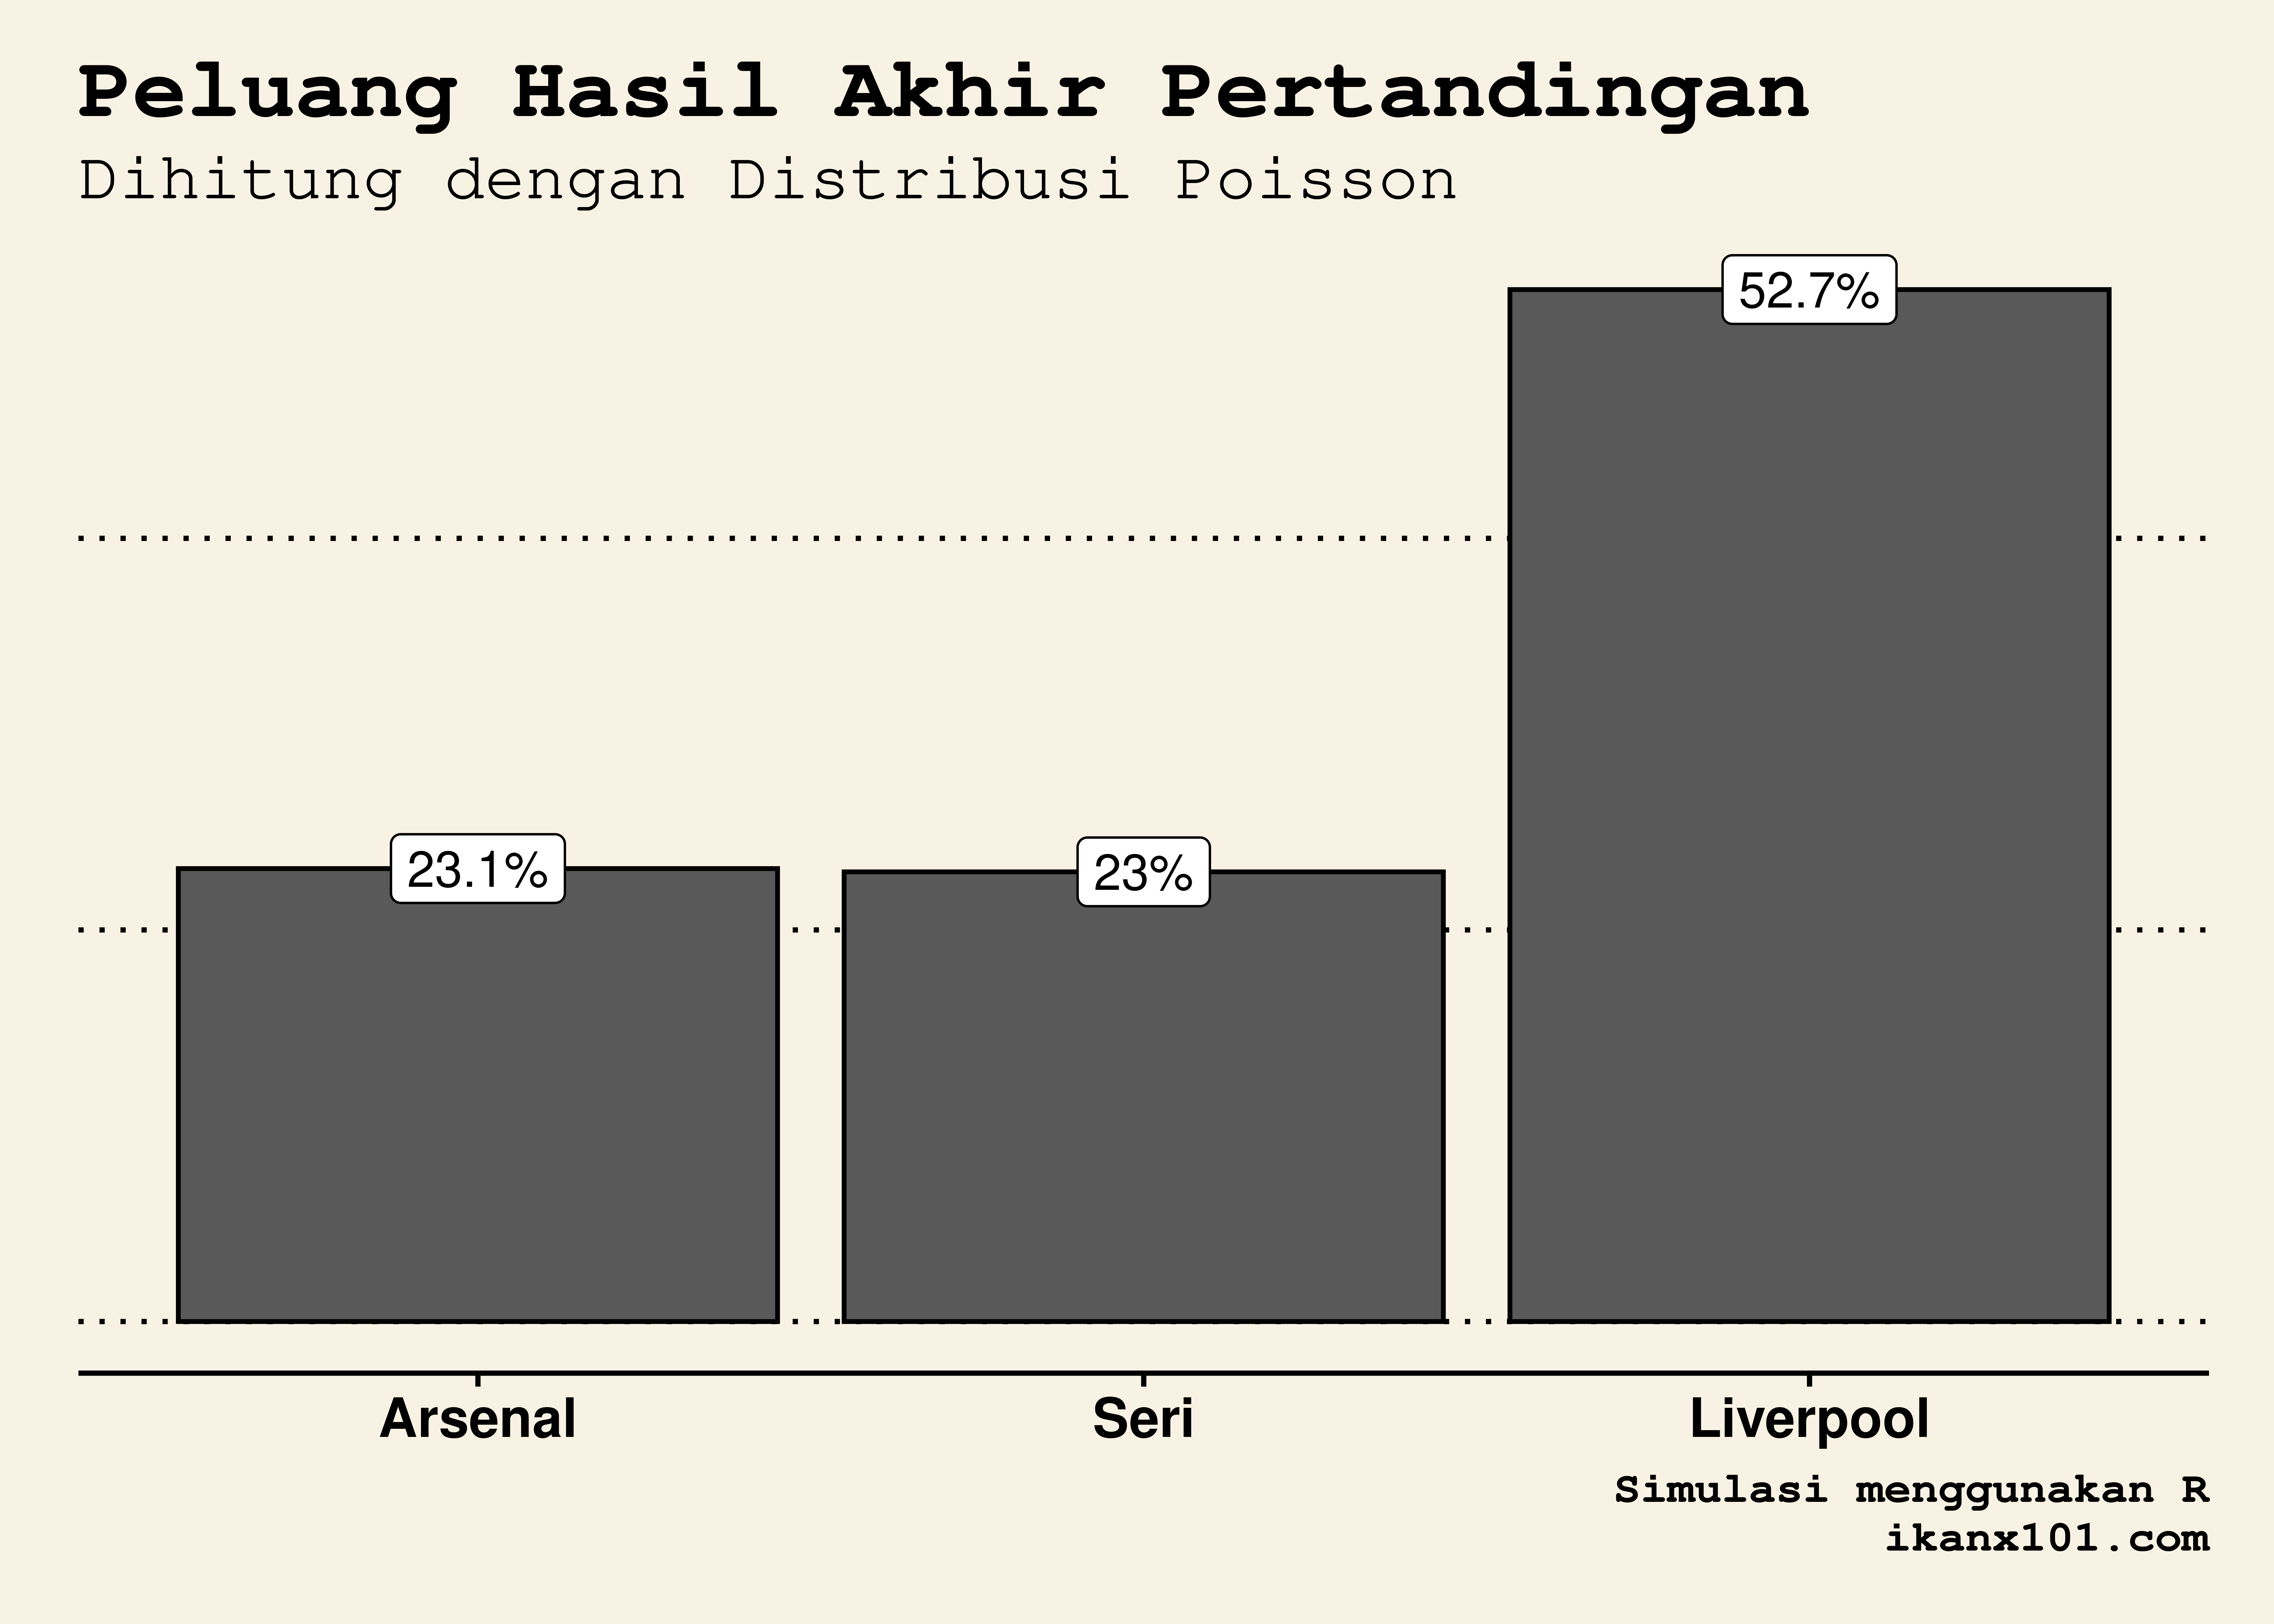 Peluang Hasil Akhir Pertandingan
Dihitung dengan Distribusi Poisson
52.7%
23.1%
23%
Arsenal
Seri
Liverpool
Simulasi menggunakan R
ikanx101.com